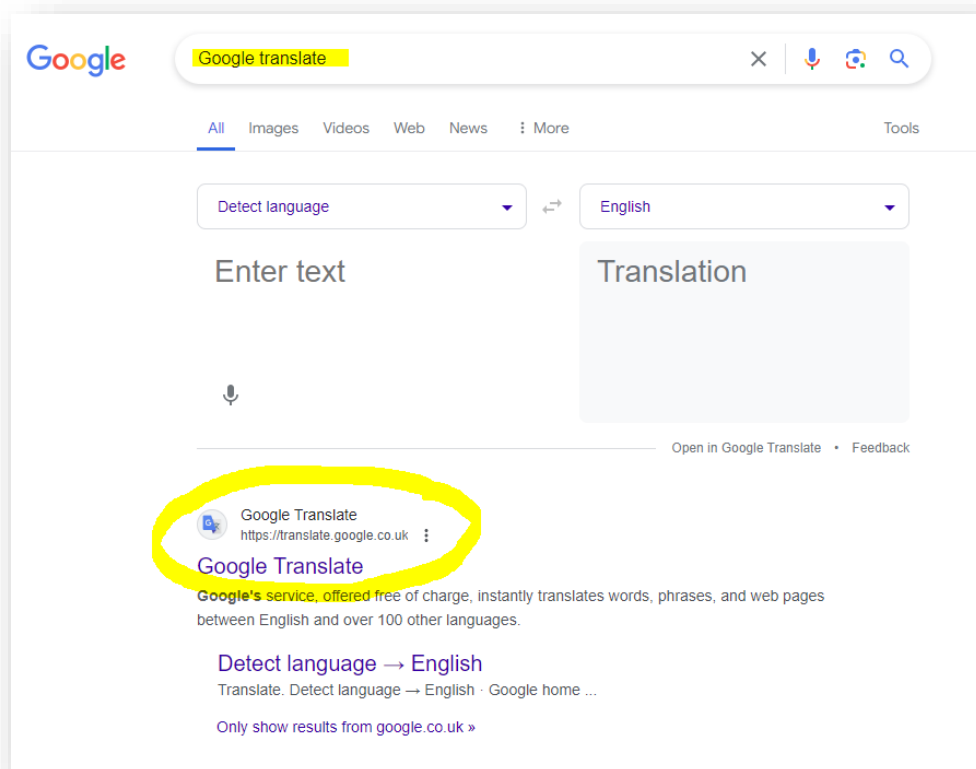 Google
Google translate
All Images Videos Web News More
Tools
Detect language
English
Enter text
Translation
Open in Google Translate • Feedback
Google Translate
https://translate.google.co.uk
Google Translate
Google's service, offered free of charge, instantly translates words, phrases, and web pages
between English and over 100 other languages.
Detect language → English
Translate. Detect language → English · Google home ...
Only show results from google.co.uk »